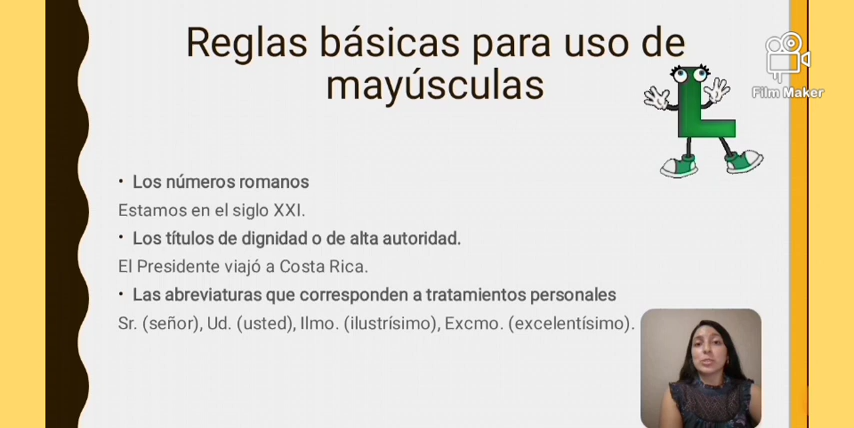 Reglas básicas para uso de
mayúsculas
Film Maker
• Los números romanos
Estamos en el siglo XXI.
• Los títulos de dignidad o de alta autoridad.
El Presidente viajó a Costa Rica.
• Las abreviaturas que corresponden a tratamientos personales
Sr. (señor), Ud. (usted), Ilmo. (ilustrísimo), Excmo. (excelentísimo).